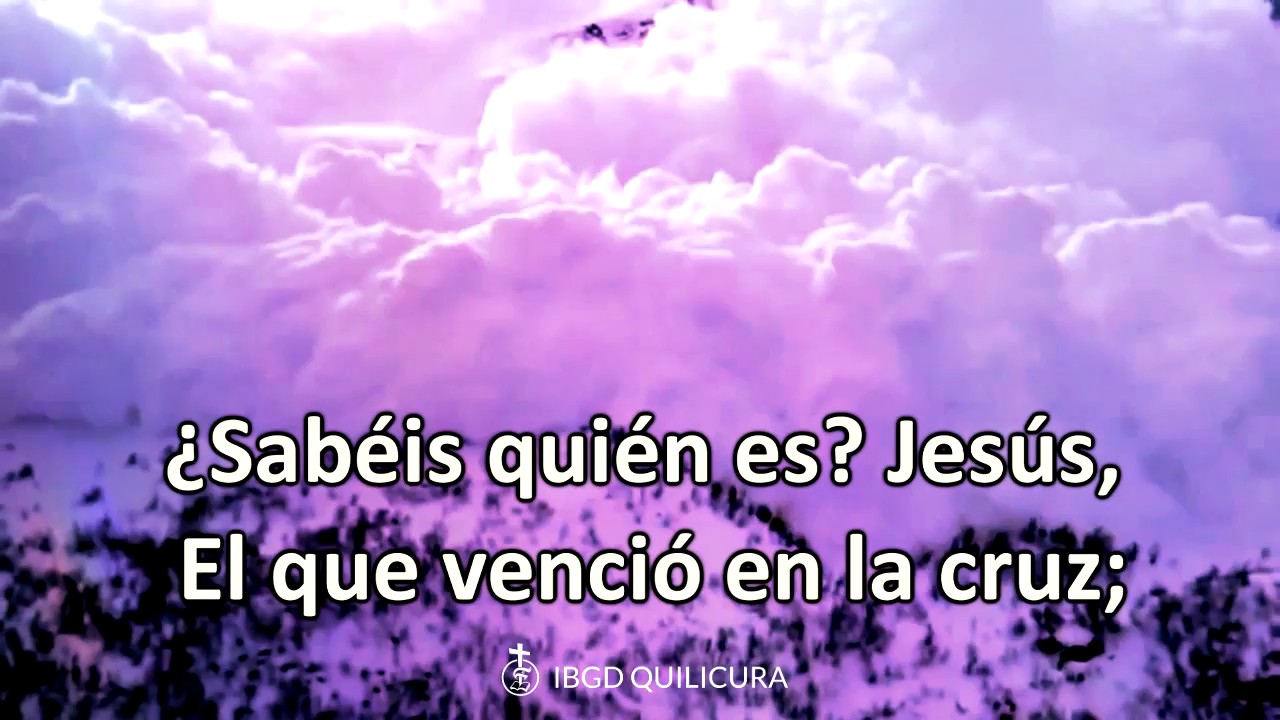 ¿Sabéis quién es? Jesús,
El que venció en la cruz;
IBGD QUILICURA